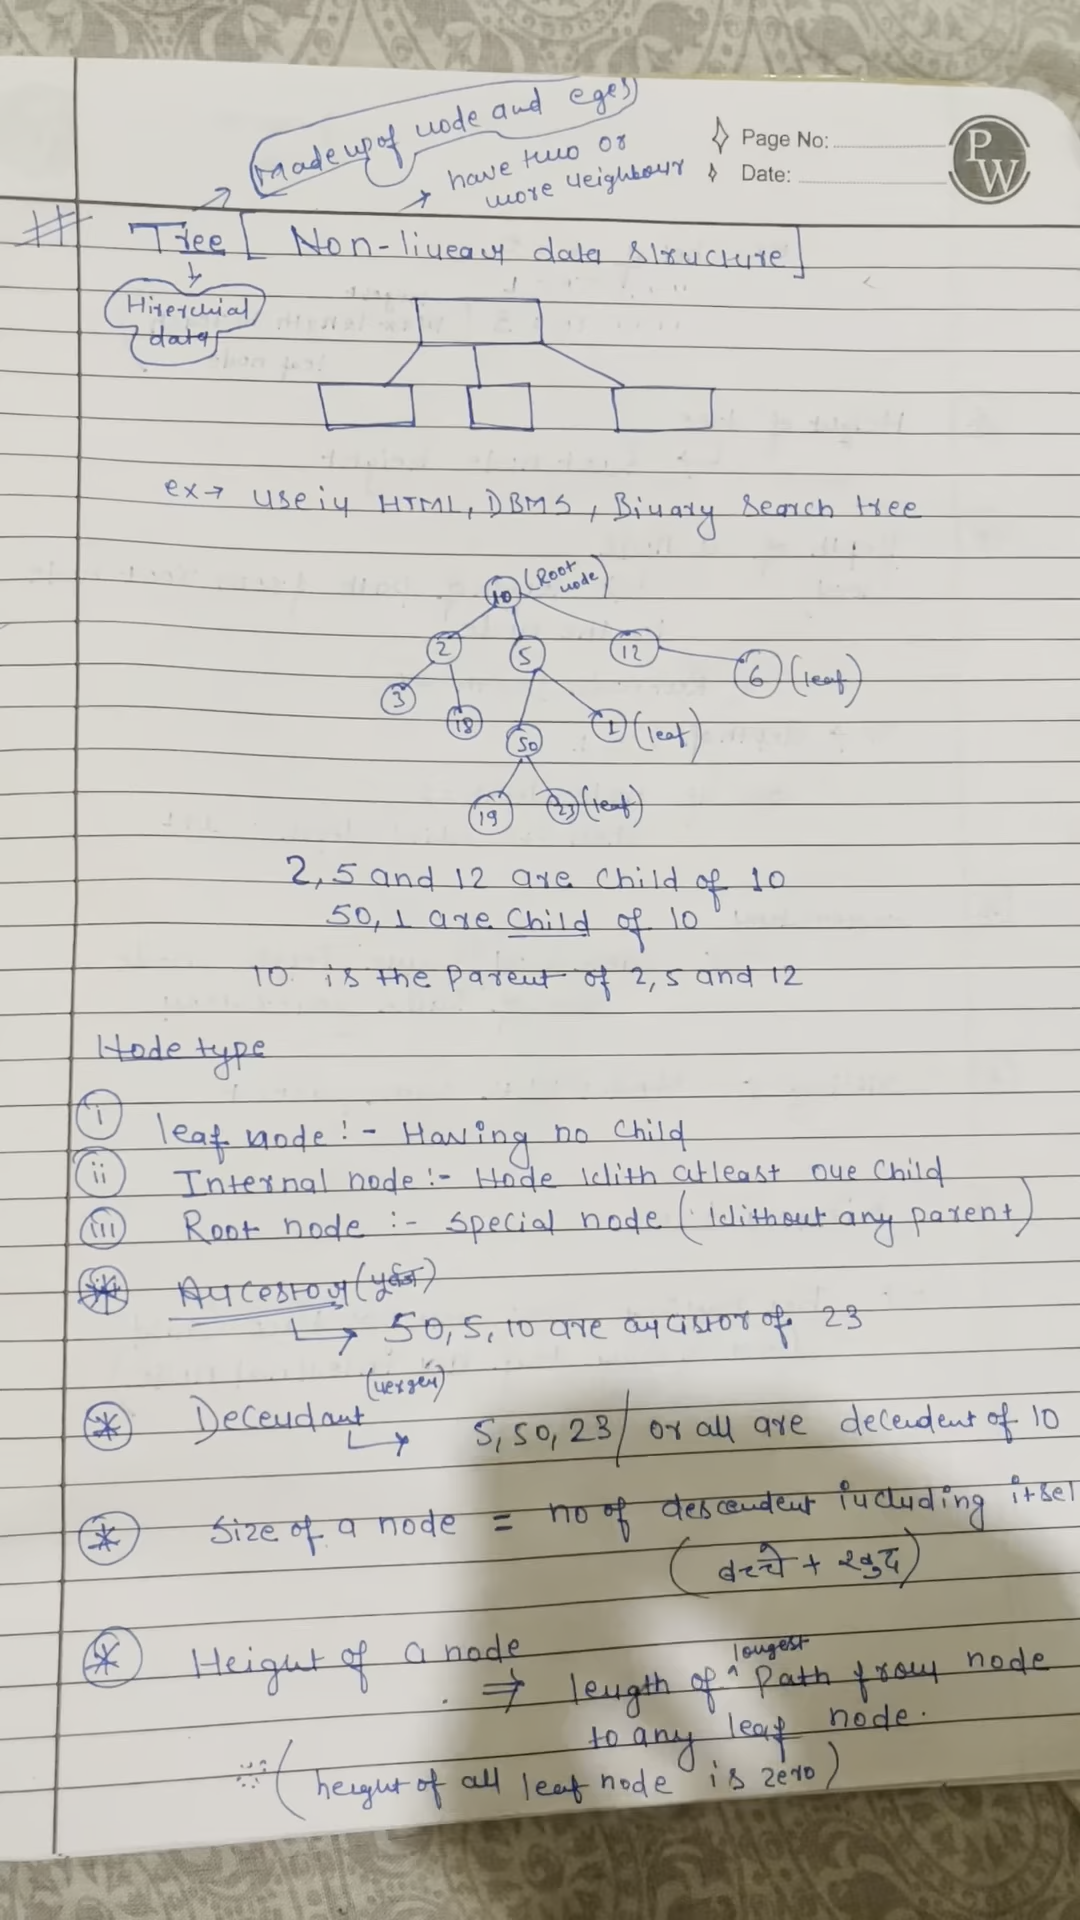 made up of node and eges
have two or
more neighbour
Page No:
Date:
PW
# Tree [ Non-linear data structure ]
Hirerchial
data
ex → use in HTML, DBMS, Binary Search tree
10 (Root node)
2 5 12
6 (leaf)
3 18 50 1 (leaf)
19 23 (leaf)
2, 5 and 12 are child of 10
50, 1 are child of 10
10 is the parent of 2, 5 and 12
Node type
i leaf node :- Having no child
ii Internal node :- Node with atleast one child
iii Root node :- special node ( without any parent )
* Ancestor (पूर्वज)
↳ 50, 5, 10 are ancistor of 23
* Decendant
↳ 5, 50, 23 / or all are decendent of 10
* Size of a node = no of descendent including itsel
( बच्चे + खुद )
* Height of a node
⇒ length of ^ longest path from node
to any leaf node.
( height of all leaf node is zero )